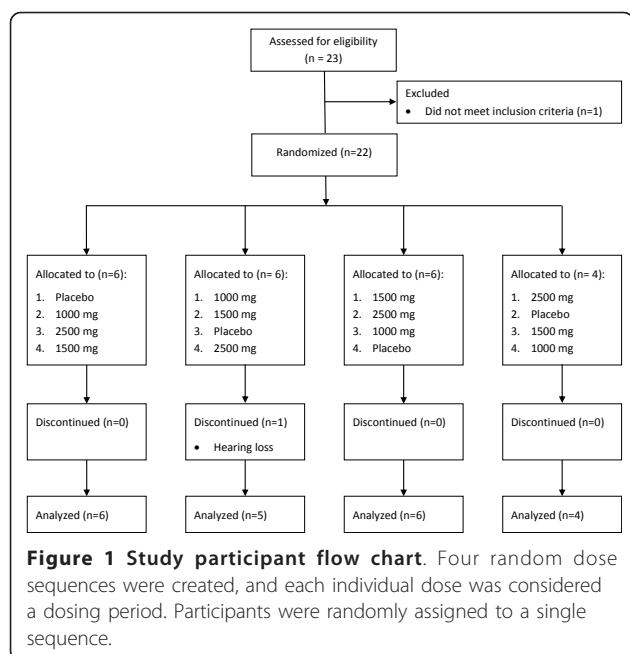 Assessed for eligibility
(n = 23)
Excluded
• Did not meet inclusion criteria (n=1)
Randomized (n=22)
Allocated to (n=6):
1. Placebo
2. 1000 mg
3. 2500 mg
4. 1500 mg
Allocated to (n= 6):
1. 1000 mg
2. 1500 mg
3. Placebo
4. 2500 mg
Allocated to (n=6):
1. 1500 mg
2. 2500 mg
3. 1000 mg
4. Placebo
Allocated to (n= 4):
1. 2500 mg
2. Placebo
3. 1500 mg
4. 1000 mg
Discontinued (n=0)
Discontinued (n=1)
• Hearing loss
Discontinued (n=0)
Discontinued (n=0)
Analyzed (n=6)
Analyzed (n=5)
Analyzed (n=6)
Analyzed (n=4)
Figure 1 Study participant flow chart. Four random dose
sequences were created, and each individual dose was considered
a dosing period. Participants were randomly assigned to a single
sequence.